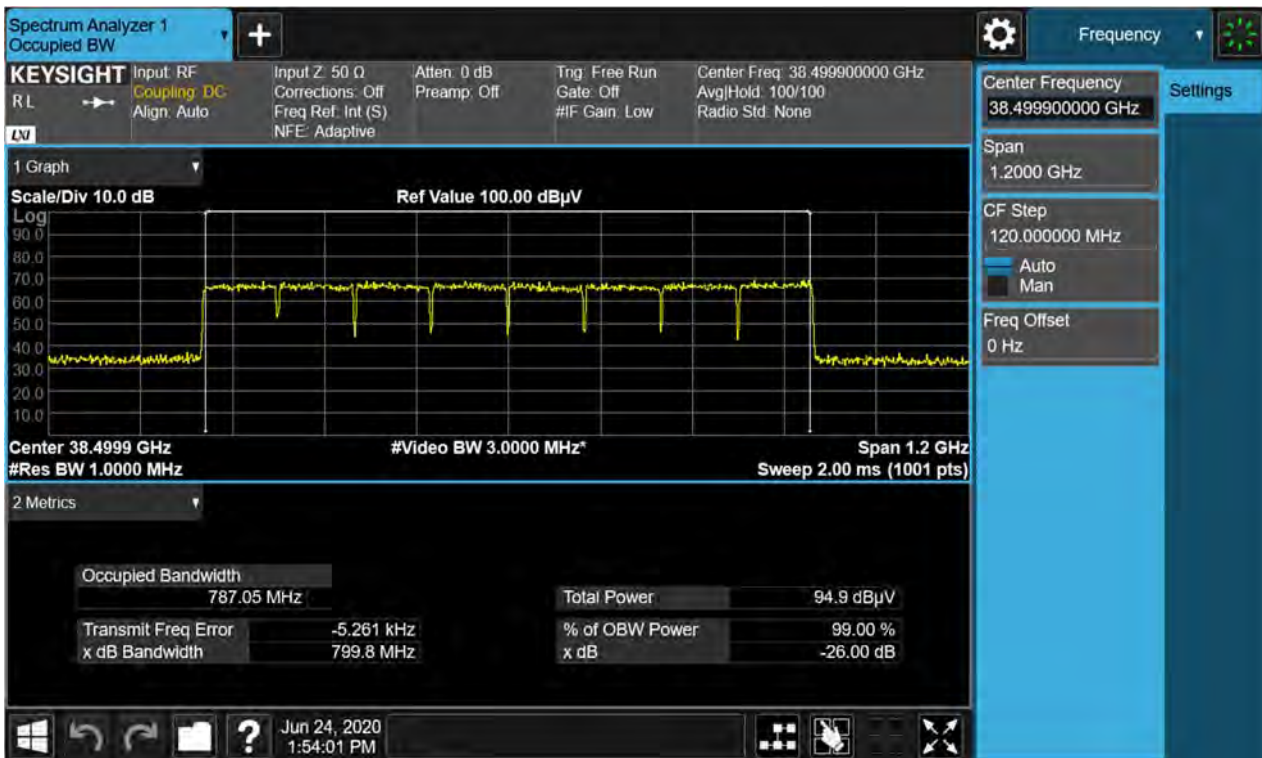 Spectrum Analyzer 1
Occupied BW
+
Frequency
KEYSIGHT
RL
LXI
Input: RF
Coupling: DC
Align: Auto
Input Z: 50 Ω
Corrections: Off
Freq Ref: Int (S)
NFE: Adaptive
Atten: 0 dB
Preamp: Off
Trig: Free Run
Gate: Off
#IF Gain: Low
Center Freq: 38.499900000 GHz
Avg|Hold: 100/100
Radio Std: None
Center Frequency
38.499900000 GHz
Settings
Span
1.2000 GHz
CF Step
120.000000 MHz
Auto
Man
Freq Offset
0 Hz
1 Graph
Scale/Div 10.0 dB
Ref Value 100.00 dBµV
Log
90.0
80.0
70.0
60.0
50.0
40.0
30.0
20.0
10.0
Center 38.4999 GHz
#Video BW 3.0000 MHz*
Span 1.2 GHz
#Res BW 1.0000 MHz
Sweep 2.00 ms (1001 pts)
2 Metrics
Occupied Bandwidth
787.05 MHz
Total Power 94.9 dBµV
Transmit Freq Error -5.261 kHz
% of OBW Power 99.00 %
x dB Bandwidth 799.8 MHz
x dB -26.00 dB
?
Jun 24, 2020
1:54:01 PM